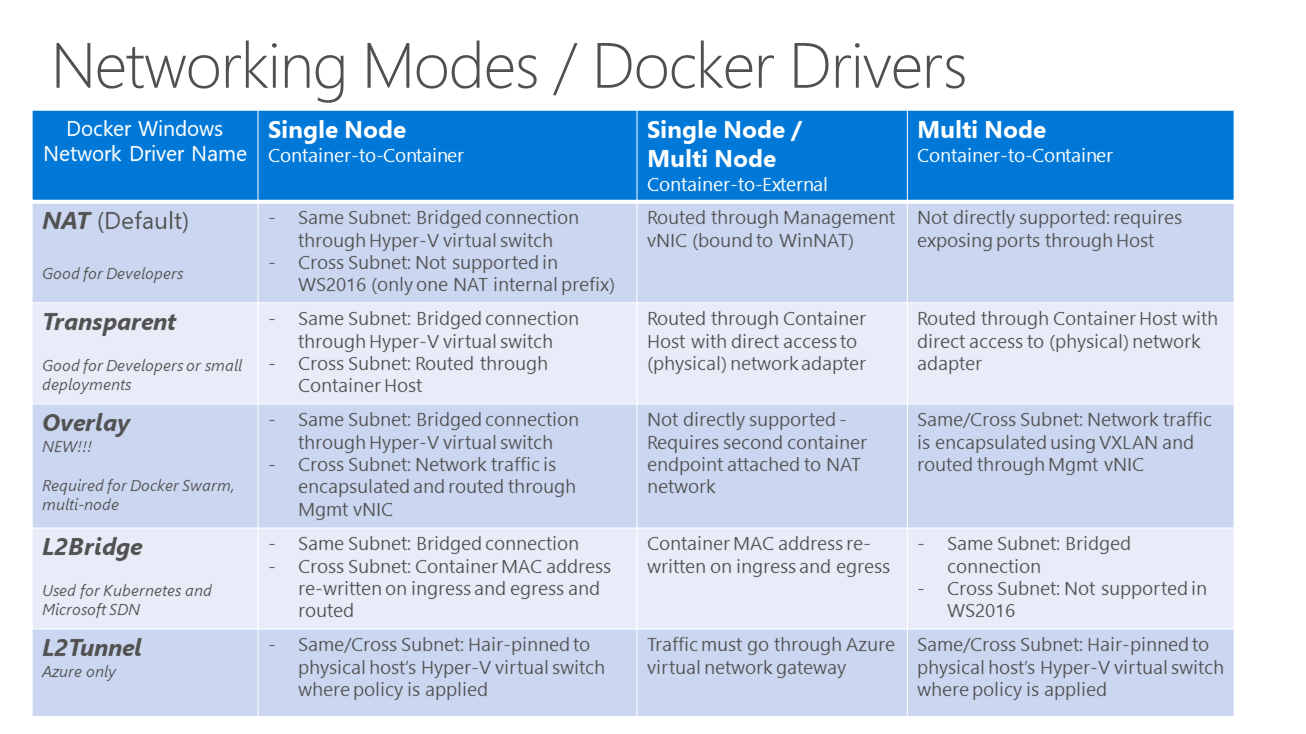 Networking Modes / Docker Drivers
Docker Windows
Network Driver Name
Single Node
Container-to-Container
Single Node /
Multi Node
Container-to-External
Multi Node
Container-to-Container
NAT (Default)
Good for Developers
- Same Subnet: Bridged connection
through Hyper-V virtual switch
- Cross Subnet: Not supported in
WS2016 (only one NAT internal prefix)
Routed through Management
vNIC (bound to WinNAT)
Not directly supported: requires
exposing ports through Host
Transparent
Good for Developers or small
deployments
- Same Subnet: Bridged connection
through Hyper-V virtual switch
- Cross Subnet: Routed through
Container Host
Routed through Container
Host with direct access to
(physical) network adapter
Routed through Container Host with
direct access to (physical) network
adapter
Overlay
NEW!!!
Required for Docker Swarm,
multi-node
- Same Subnet: Bridged connection
through Hyper-V virtual switch
- Cross Subnet: Network traffic is
encapsulated and routed through
Mgmt vNIC
Not directly supported -
Requires second container
endpoint attached to NAT
network
Same/Cross Subnet: Network traffic
is encapsulated using VXLAN and
routed through Mgmt vNIC
L2Bridge
Used for Kubernetes and
Microsoft SDN
- Same Subnet: Bridged connection
- Cross Subnet: Container MAC address
re-written on ingress and egress and
routed
Container MAC address re-
written on ingress and egress
- Same Subnet: Bridged
connection
- Cross Subnet: Not supported in
WS2016
L2Tunnel
Azure only
- Same/Cross Subnet: Hair-pinned to
physical host's Hyper-V virtual switch
where policy is applied
Traffic must go through Azure
virtual network gateway
Same/Cross Subnet: Hair-pinned to
physical host's Hyper-V virtual switch
where policy is applied